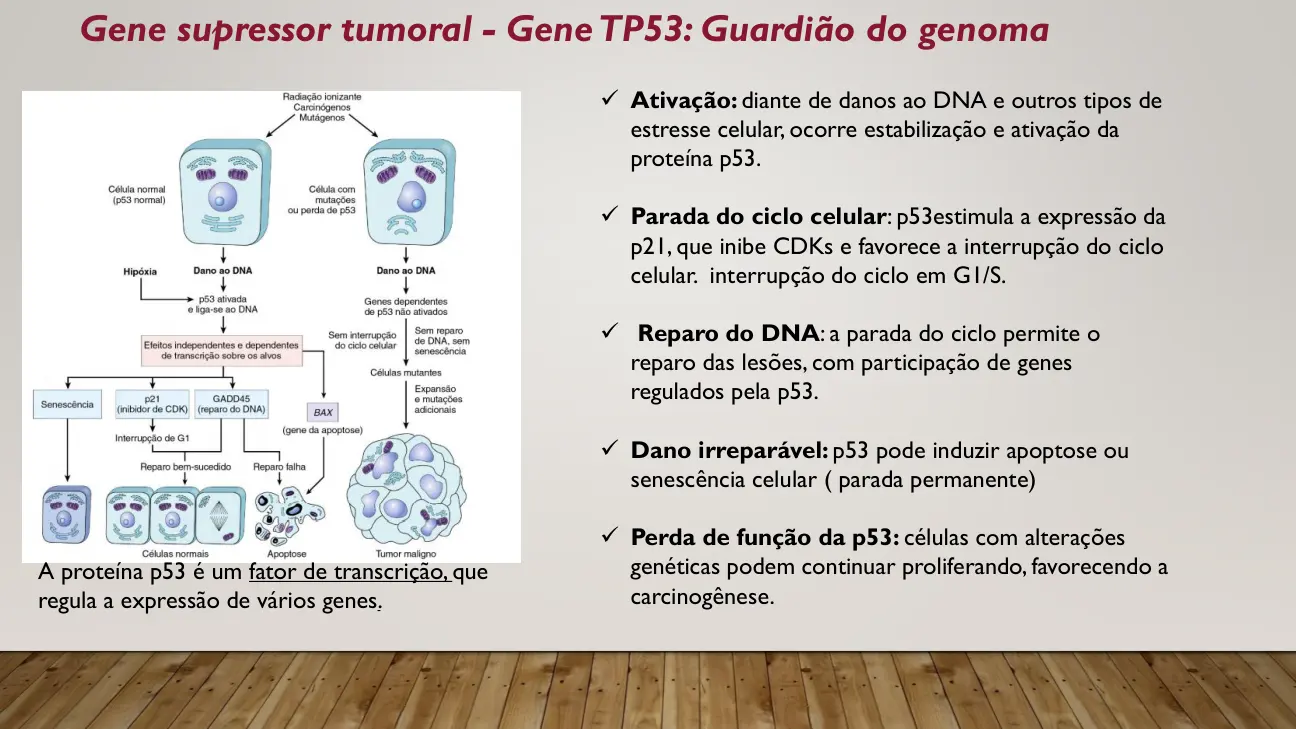 Gene supressor tumoral - Gene TP53: Guardião do genoma
Radiação ionizante
Carcinógenos
Mutágenos
Célula normal
(p53 normal)
Célula com
mutações
ou perda de p53
Hipóxia
Dano ao DNA
Dano ao DNA
p53 ativada
e liga-se ao DNA
Genes dependentes
de p53 não ativados
Efeitos independentes e dependentes
de transcrição sobre os alvos
Sem interrupção
do ciclo celular
Sem reparo
de DNA, sem
senescência
Células mutantes
Expansão
e mutações
adicionais
Senescência
p21
(inibidor de CDK)
GADD45
(reparo do DNA)
BAX
(gene da apoptose)
Interrupção de G1
Reparo bem-sucedido
Reparo falha
Células normais
Apoptose
Tumor maligno
A proteína p53 é um fator de transcrição, que
regula a expressão de vários genes.
✓ Ativação: diante de danos ao DNA e outros tipos de
estresse celular, ocorre estabilização e ativação da
proteína p53.
✓ Parada do ciclo celular: p53estimula a expressão da
p21, que inibe CDKs e favorece a interrupção do ciclo
celular. interrupção do ciclo em G1/S.
✓ Reparo do DNA: a parada do ciclo permite o
reparo das lesões, com participação de genes
regulados pela p53.
✓ Dano irreparável: p53 pode induzir apoptose ou
senescência celular ( parada permanente)
✓ Perda de função da p53: células com alterações
genéticas podem continuar proliferando, favorecendo a
carcinogênese.